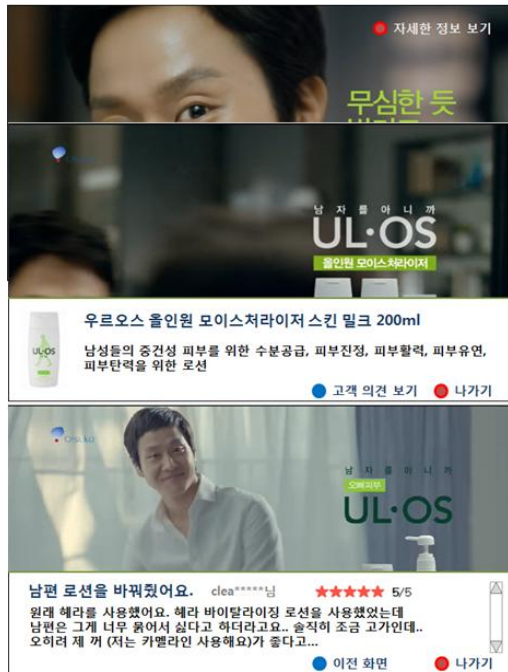 자세한 정보 보기
무심한 듯
남자를 아니까
UL·OS
올인원 모이스처라이저
UL·OS
우르오스 올인원 모이스처라이저 스킨 밀크 200ml
남성들의 중건성 피부를 위한 수분공급, 피부진정, 피부활력, 피부유연,
피부탄력을 위한 로션
고객 의견 보기 나가기
Otsuka
남자를 아니까
오빠피부
UL·OS
남편 로션을 바꿔줬어요. clea*****님 ★★★★★ 5/5
원래 헤라를 사용했어요. 헤라 바이탈라이징 로션을 사용했었는데
남편은 그게 너무 묽어서 싫다고 하더라고요.. 솔직히 조금 고가인데..
오히려 제 꺼 (저는 카멜라인 사용해요)가 좋다고...
이전 화면 나가기